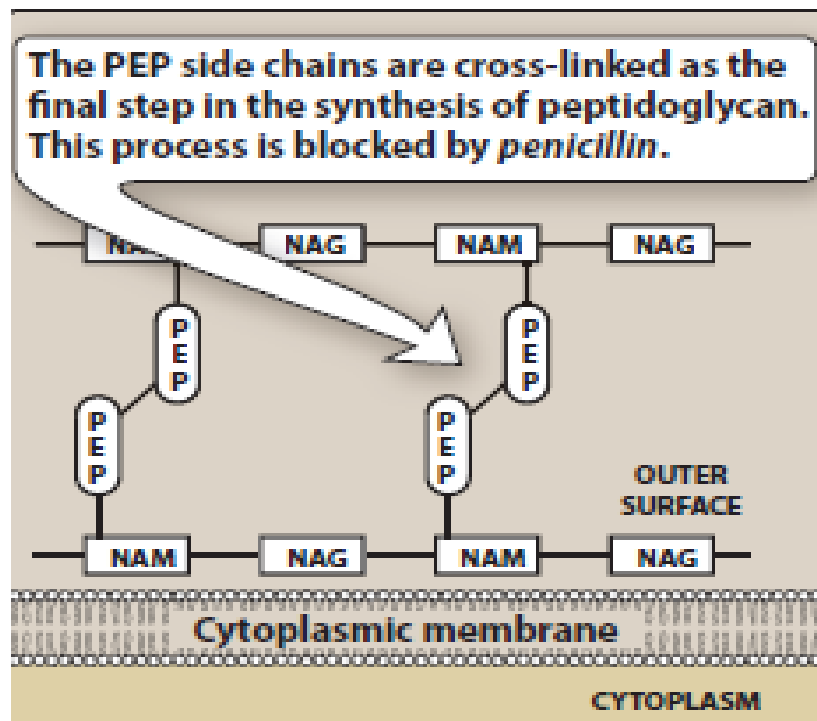 The PEP side chains are cross-linked as the
final step in the synthesis of peptidoglycan.
This process is blocked by penicillin.
NAG NAM NAG
P
E
P
P
E
P
P
E
P
P
E
P
OUTER
SURFACE
NAM NAG NAM NAG
Cytoplasmic membrane
CYTOPLASM